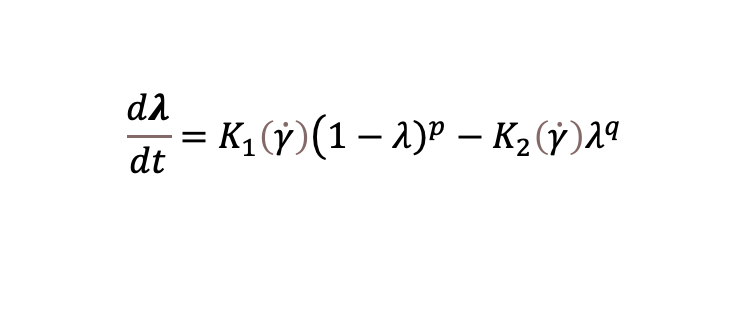 dλ/dt = K₁(γ̇)(1 − λ)ᵖ − K₂(γ̇)λ^q